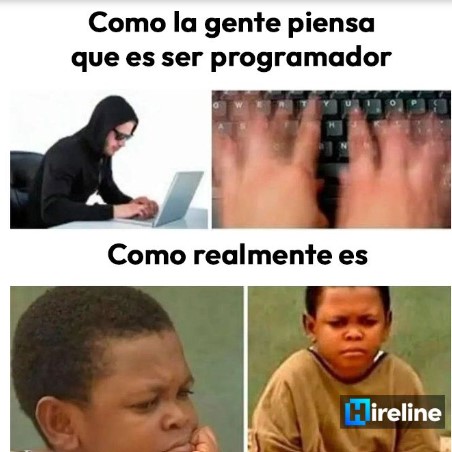 Como la gente piensa
que es ser programador
Q W E R T Y U I O P
Como realmente es
Hireline